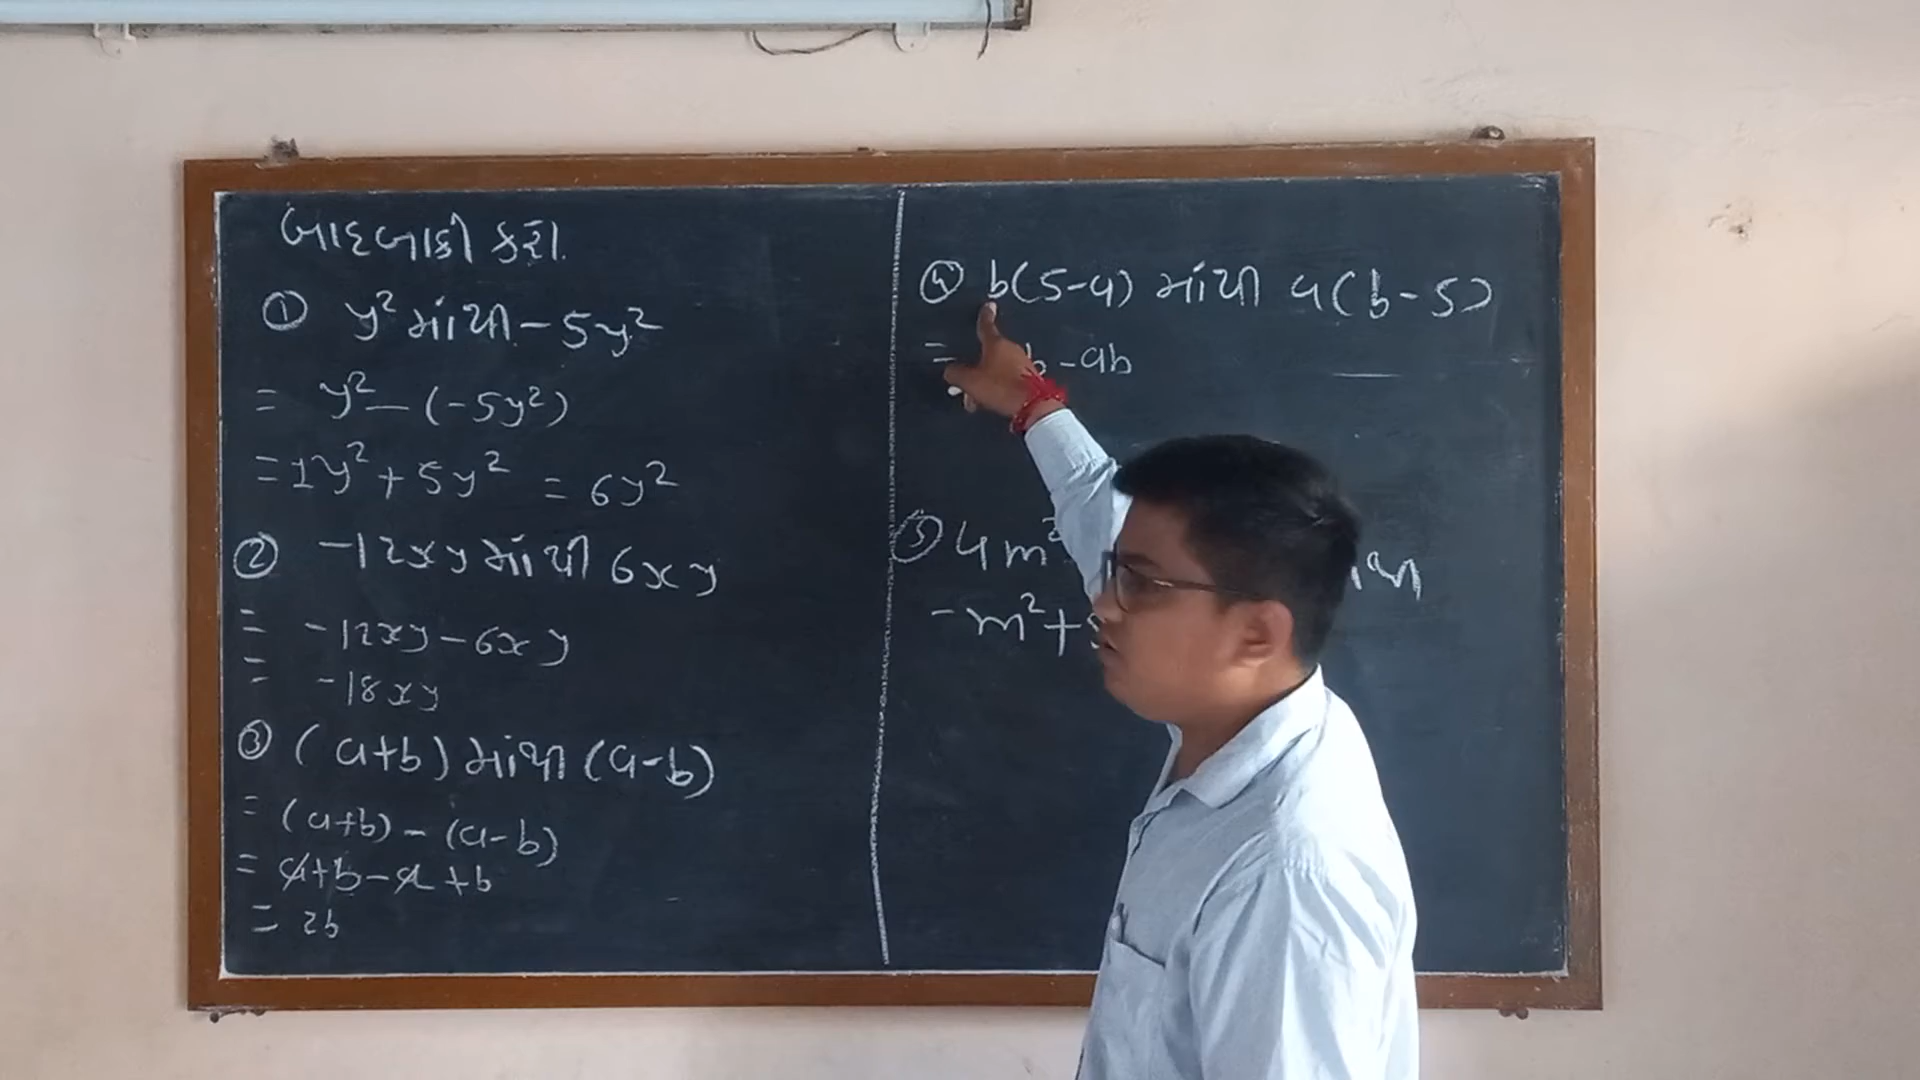 બાદબાકી કરો.
① y² માંથી - 5y²
= y² - (-5y²)
= 1y² + 5y² = 6y²
② -12xy માંથી 6xy
= -12xy - 6xy
= -18xy
③ (a+b) માંથી (a-b)
= (a+b) - (a-b)
= a+b-a+b
= 2b
④ b(5-a) માંથી a(b-5)
= b-ab
⑤ 4m²
-m²+